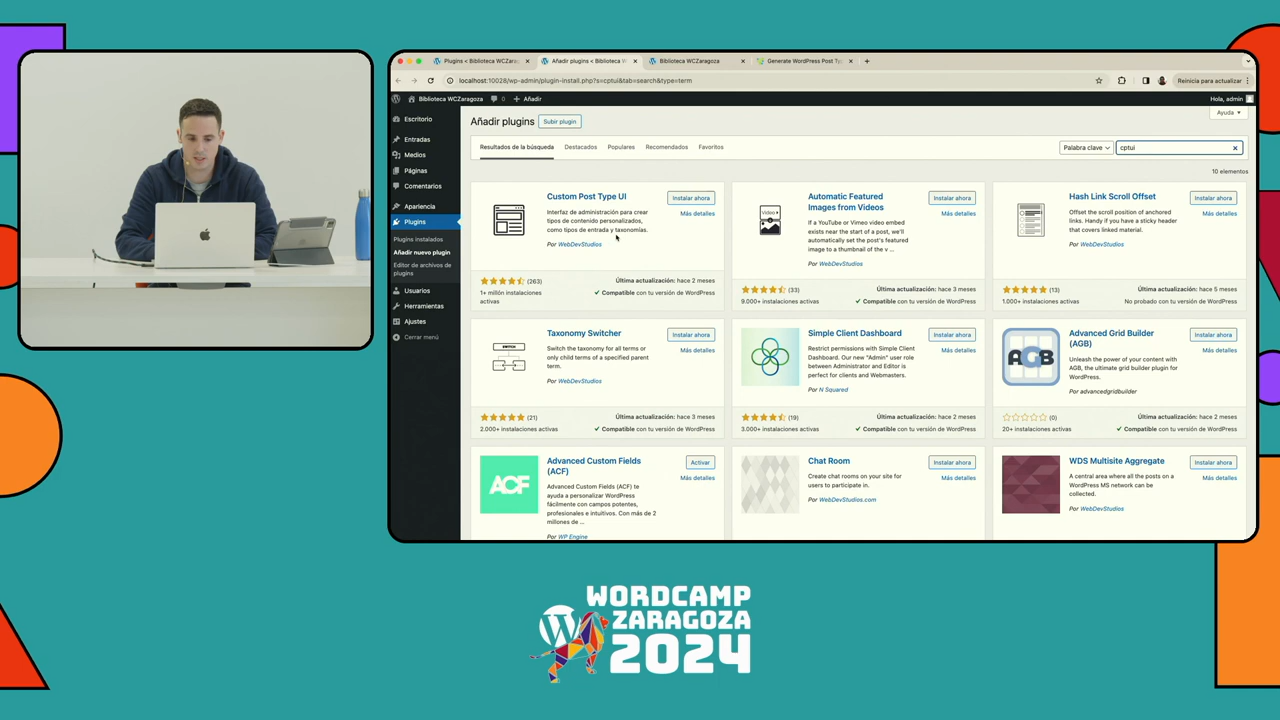 Plugins < Biblioteca WCZarag
Añadir plugins < Biblioteca W
Biblioteca WCZaragoza
Generate WordPress Post Ty
localhost:10028/wp-admin/plugin-install.php?s=cptui&tab=search&type=term
Reinicia para actualizar
Biblioteca WCZaragoza
0
Añadir
Hola, admin
Escritorio
Entradas
Medios
Páginas
Comentarios
Apariencia
Plugins
Plugins instalados
Añadir nuevo plugin
Editor de archivos de
plugins
Usuarios
Herramientas
Ajustes
Cerrar menú
Añadir plugins
Subir plugin
Ayuda
Resultados de la búsqueda
Destacados
Populares
Recomendados
Favoritos
Palabra clave
cptui
10 elementos
Custom Post Type UI
Instalar ahora
Más detalles
Interfaz de administración para crear
tipos de contenido personalizados,
como tipos de entrada y taxonomías.
Por WebDevStudios
(263)
1+ millón instalaciones
activas
Última actualización: hace 2 meses
Compatible con tu versión de WordPress
Video
Automatic Featured
Images from Videos
Instalar ahora
Más detalles
If a YouTube or Vimeo video embed
exists near the start of a post, we'll
automatically set the post's featured
image to a thumbnail of the v ...
Por WebDevStudios
(33)
9.000+ instalaciones activas
Última actualización: hace 3 meses
Compatible con tu versión de WordPress
Hash Link Scroll Offset
Instalar ahora
Más detalles
Offset the scroll position of anchored
links. Handy if you have a sticky header
that covers linked material.
Por WebDevStudios
(13)
1.000+ instalaciones activas
Última actualización: hace 5 meses
No probado con tu versión de WordPress
SWITCH
Taxonomy Switcher
Instalar ahora
Más detalles
Switch the taxonomy for all terms or
only child terms of a specified parent
term.
Por WebDevStudios
(21)
2.000+ instalaciones activas
Última actualización: hace 3 meses
Compatible con tu versión de WordPress
Simple Client Dashboard
Instalar ahora
Más detalles
Restrict permissions with Simple
Client Dashboard. Our new "Admin" user role
between Administrator and Editor is
perfect for clients and Webmasters.
Por N Squared
(19)
3.000+ instalaciones activas
Última actualización: hace 2 meses
Compatible con tu versión de WordPress
AGB
Advanced Grid Builder
(AGB)
Instalar ahora
Más detalles
Unleash the power of your content with
AGB, the ultimate grid builder plugin for
WordPress.
Por advancedgridbuilder
(0)
20+ instalaciones activas
Última actualización: hace 2 meses
Compatible con tu versión de WordPress
ACF
Advanced Custom Fields
(ACF)
Activar
Más detalles
Advanced Custom Fields (ACF) te
ayuda a personalizar WordPress
fácilmente con campos potentes,
profesionales e intuitivos. Con más de 2
millones de ...
Por WP Engine
Chat Room
Instalar ahora
Más detalles
Create chat rooms on your site for
users to participate in.
Por WebDevStudios.com
WDS Multisite Aggregate
Instalar ahora
Más detalles
A central area where all the posts on a
WordPress MS network can be
collected.
Por WebDevStudios
WORDCAMP
ZARAGOZA
2024